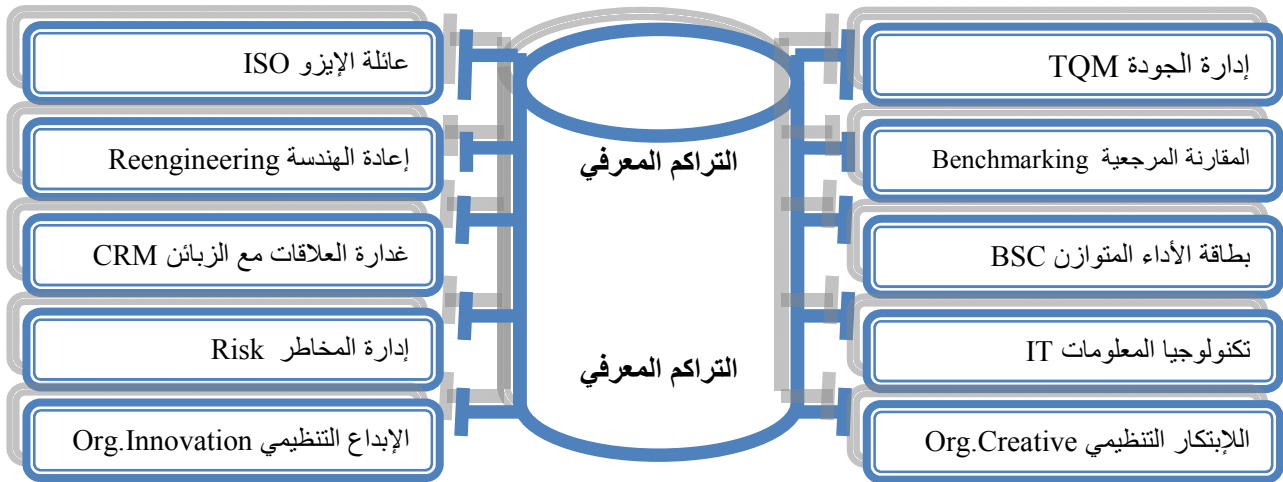 إدارة الجودة TQM
المقارنة المرجعية Benchmarking
بطاقة الأداء المتوازن BSC
تكنولوجيا المعلومات IT
اللابتكار التنظيمي Org.Creative
التراكم المعرفي
التراكم المعرفي
عائلة الإيزو ISO
إعادة الهندسة Reengineering
غدارة العلاقات مع الزبائن CRM
إدارة المخاطر Risk
الإبداع التنظيمي Org.Innovation